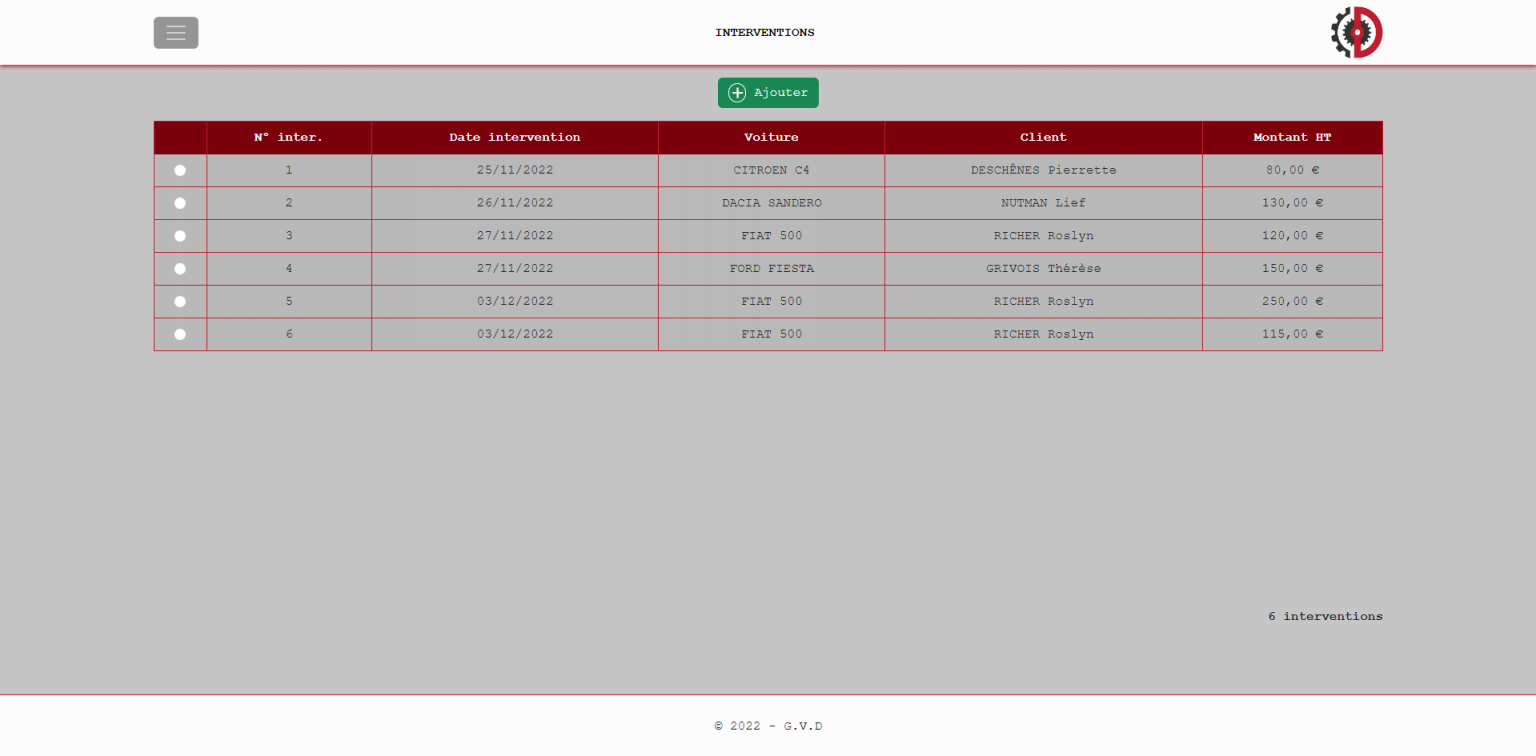 INTERVENTIONS
Ajouter
N° inter. Date intervention Voiture Client Montant HT
1 25/11/2022 CITROEN C4 DESCHÊNES Pierrette 80,00 €
2 26/11/2022 DACIA SANDERO NUTMAN Lief 130,00 €
3 27/11/2022 FIAT 500 RICHER Roslyn 120,00 €
4 27/11/2022 FORD FIESTA GRIVOIS Thérèse 150,00 €
5 03/12/2022 FIAT 500 RICHER Roslyn 250,00 €
6 03/12/2022 FIAT 500 RICHER Roslyn 115,00 €
6 interventions
© 2022 - G.V.D